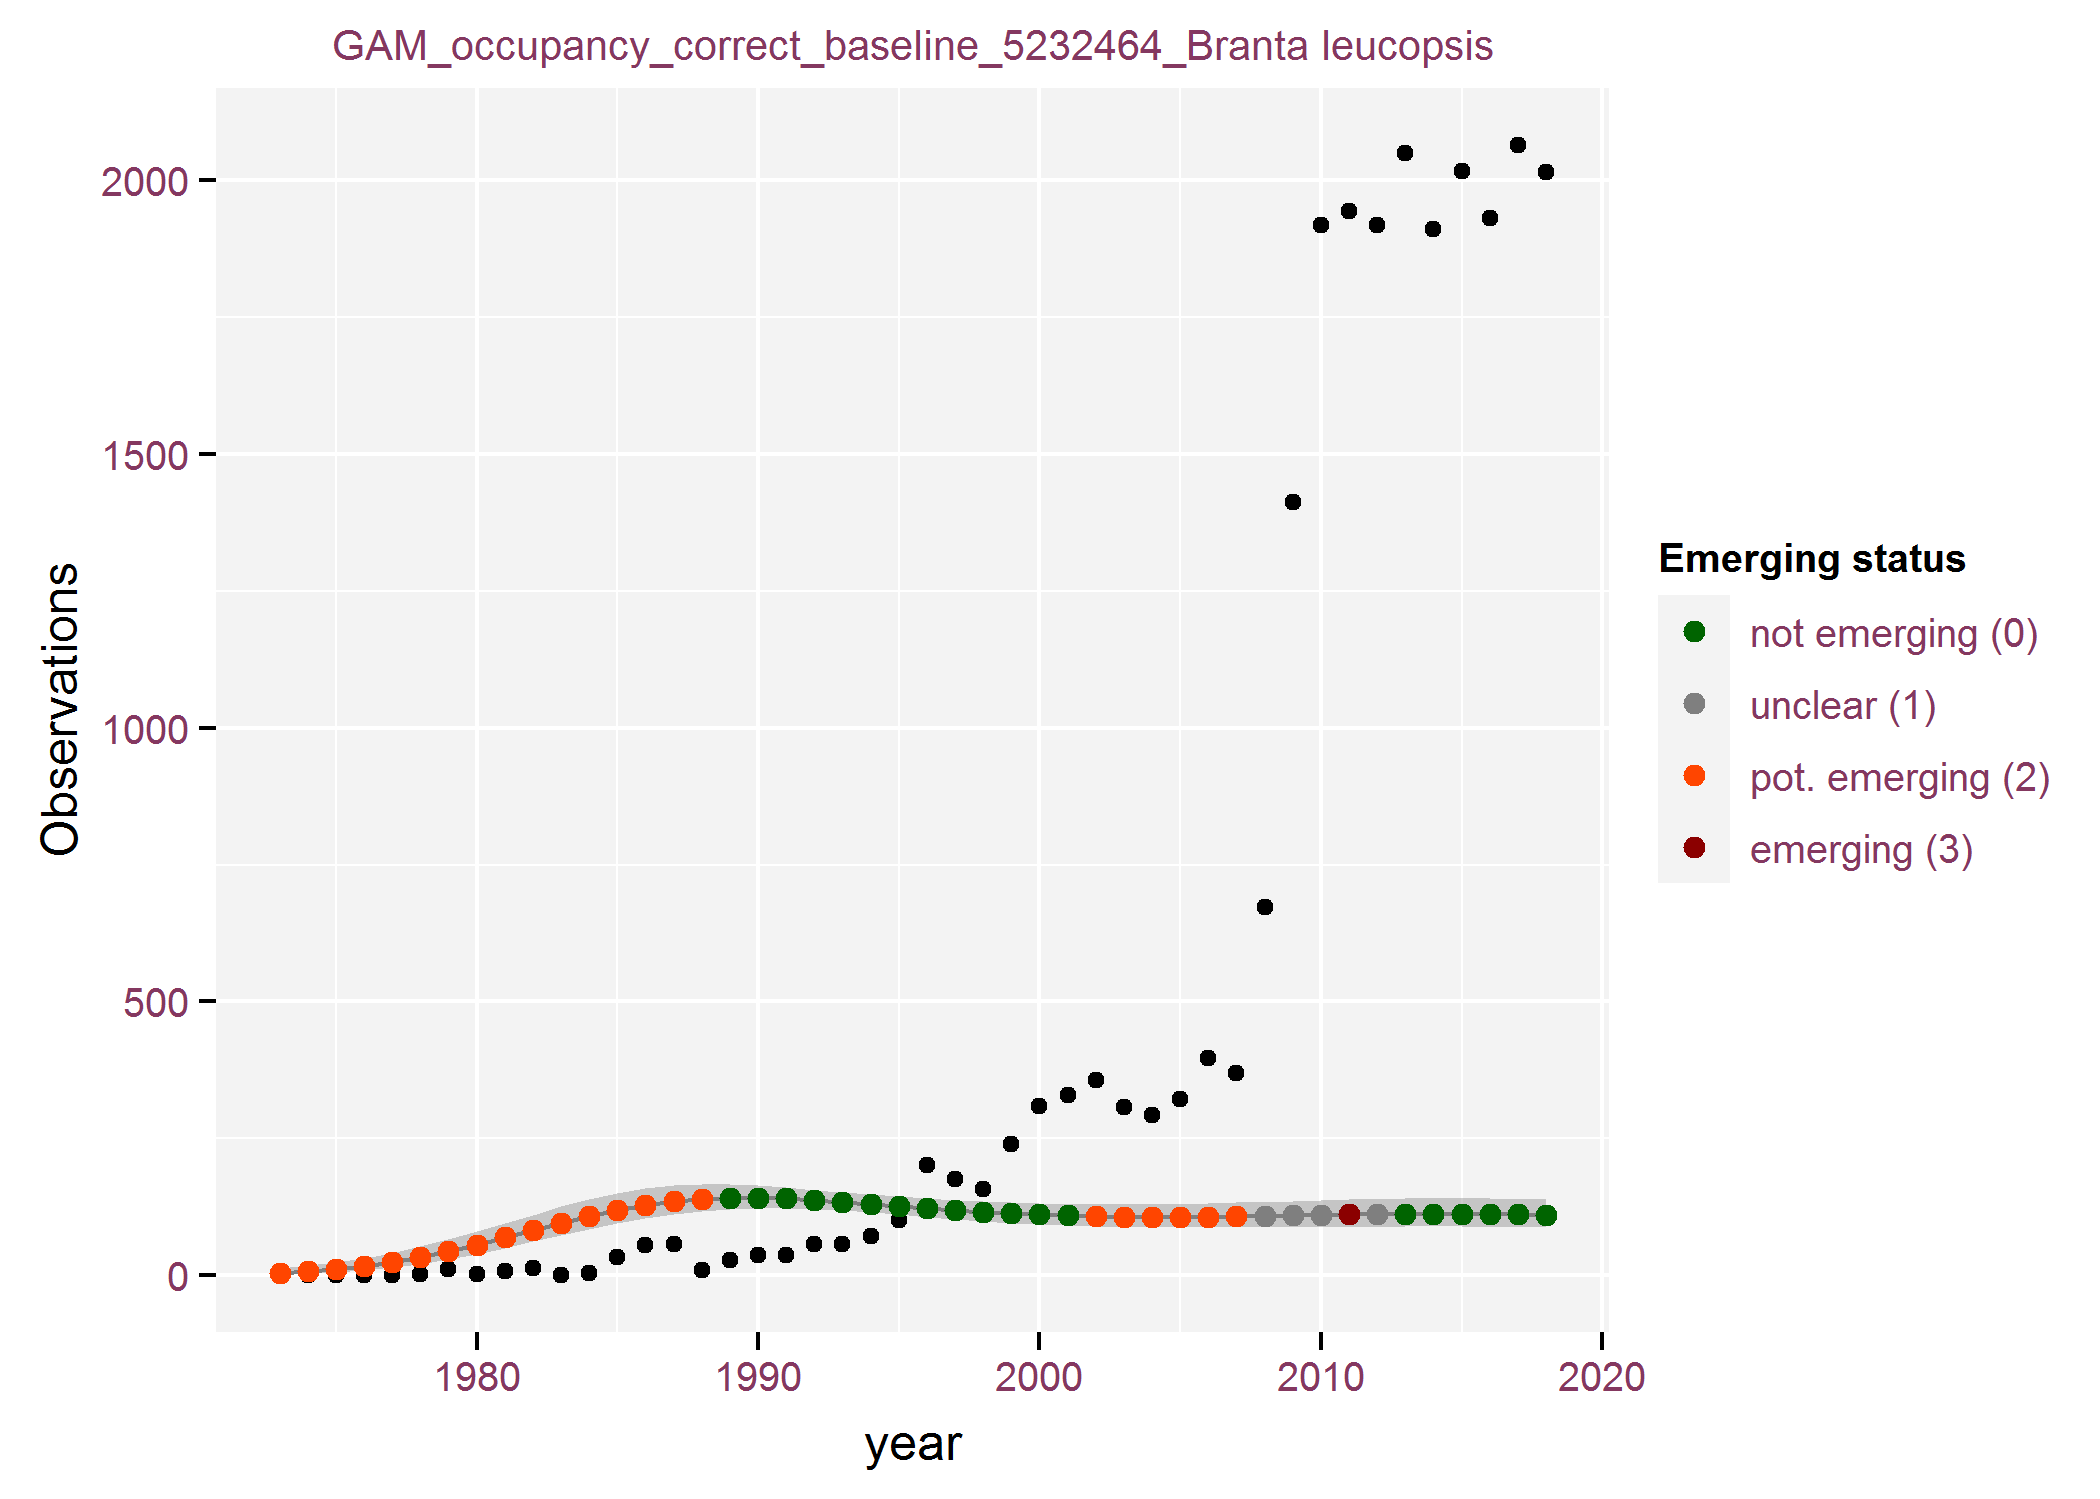 GAM_occupancy_correct_baseline_5232464_Branta leucopsis
2000
1500
1000
500
0
Observations
1980
1990
2000
2010
2020
year
Emerging status
not emerging (0)
unclear (1)
pot. emerging (2)
emerging (3)